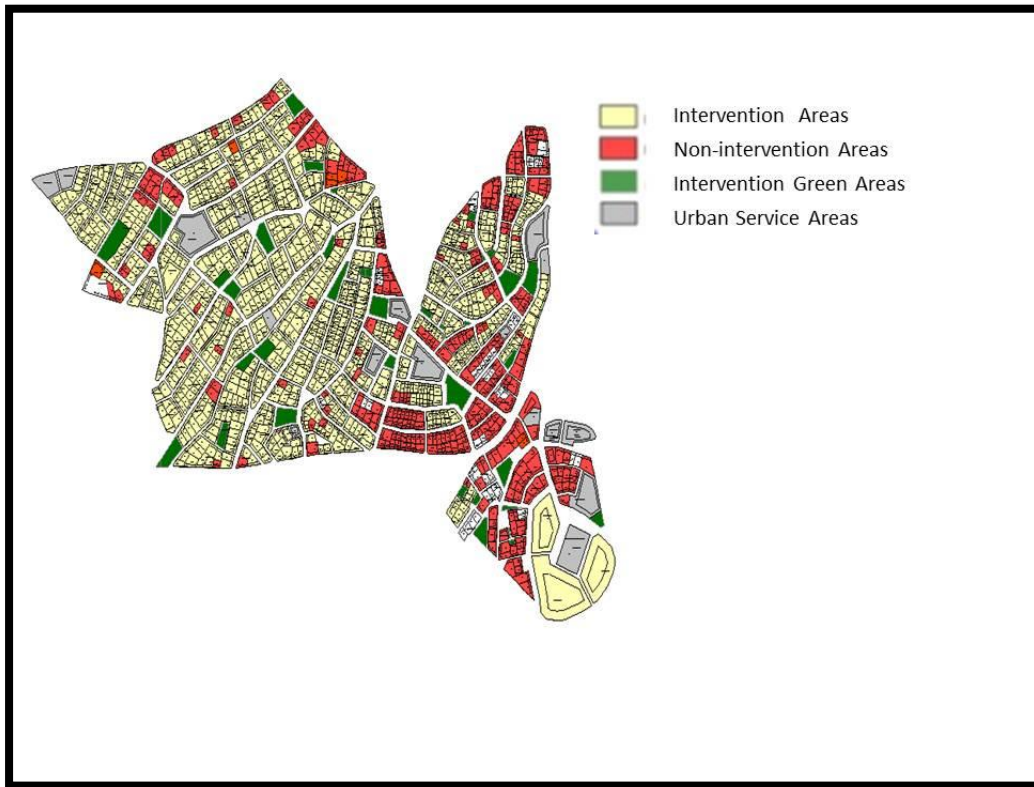 Intervention Areas
Non-intervention Areas
Intervention Green Areas
Urban Service Areas